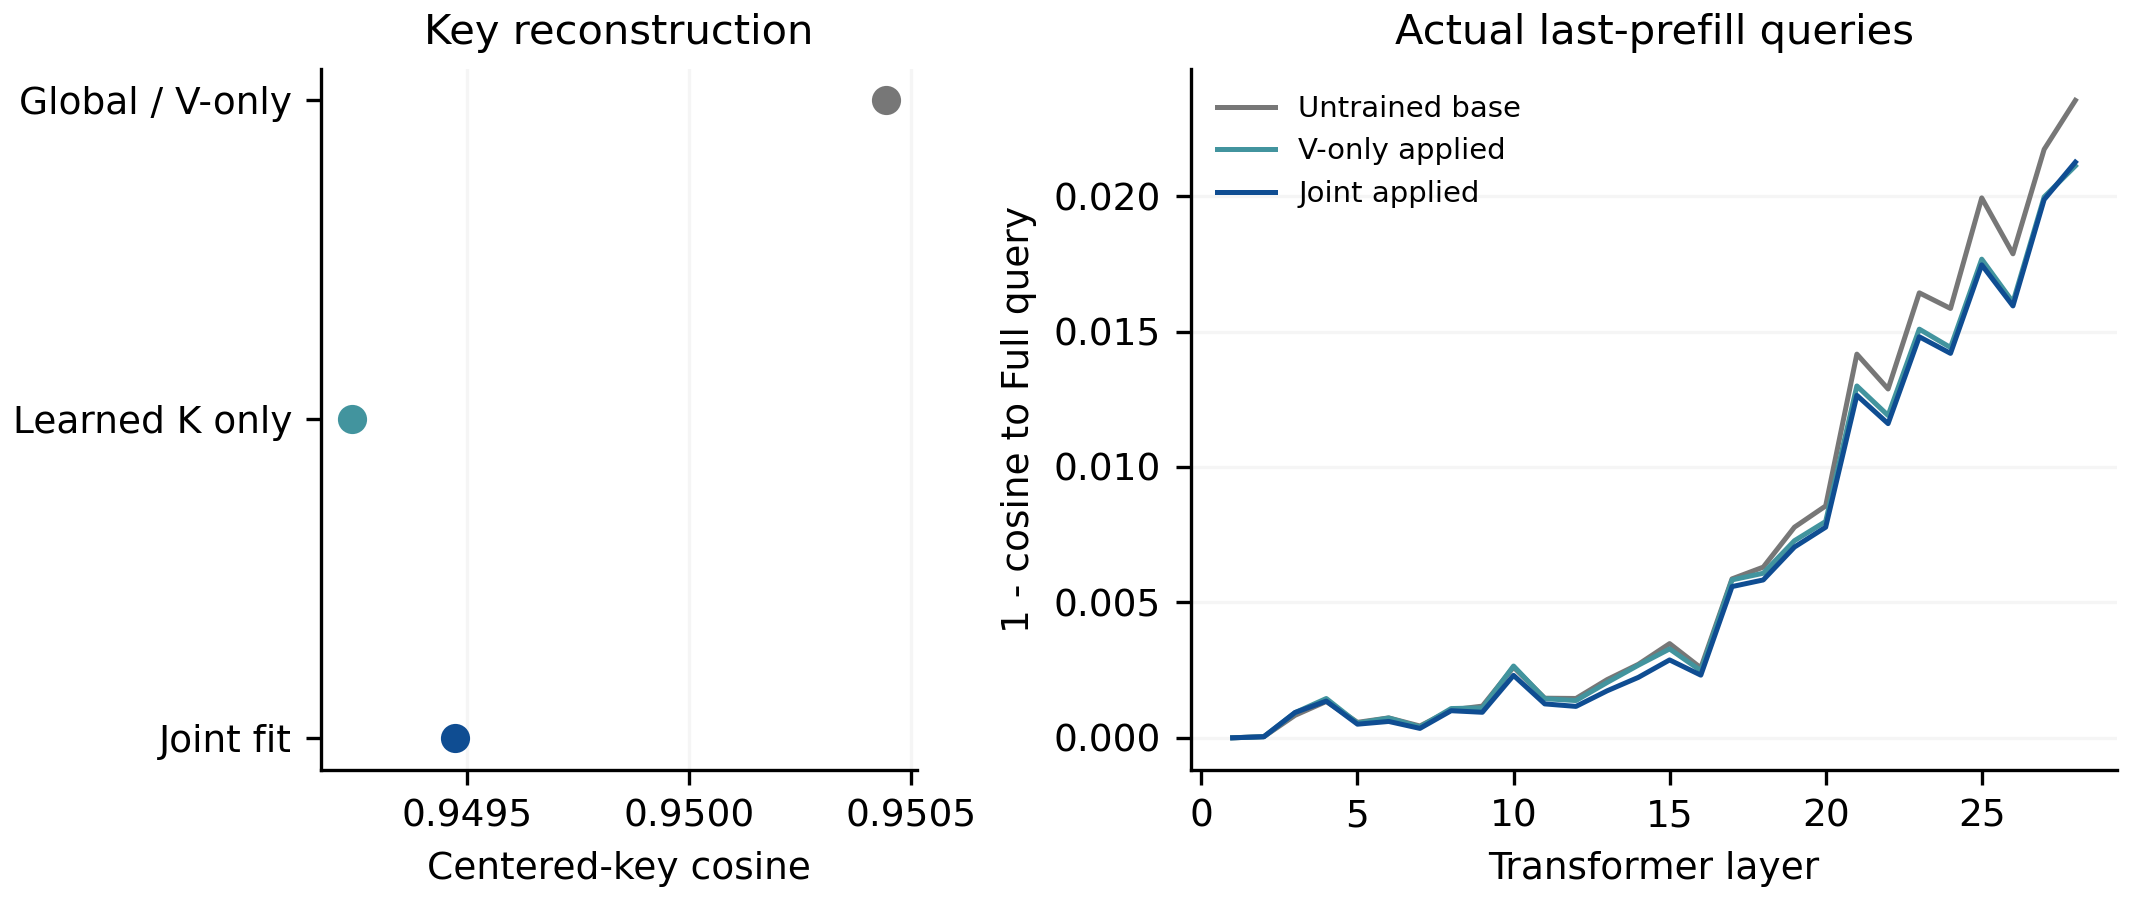 Key reconstruction
Global / V-only
Learned K only
Joint fit
0.9495 0.9500 0.9505
Centered-key cosine
Actual last-prefill queries
Untrained base
V-only applied
Joint applied
1 - cosine to Full query
0.020
0.015
0.010
0.005
0.000
0 5 10 15 20 25
Transformer layer